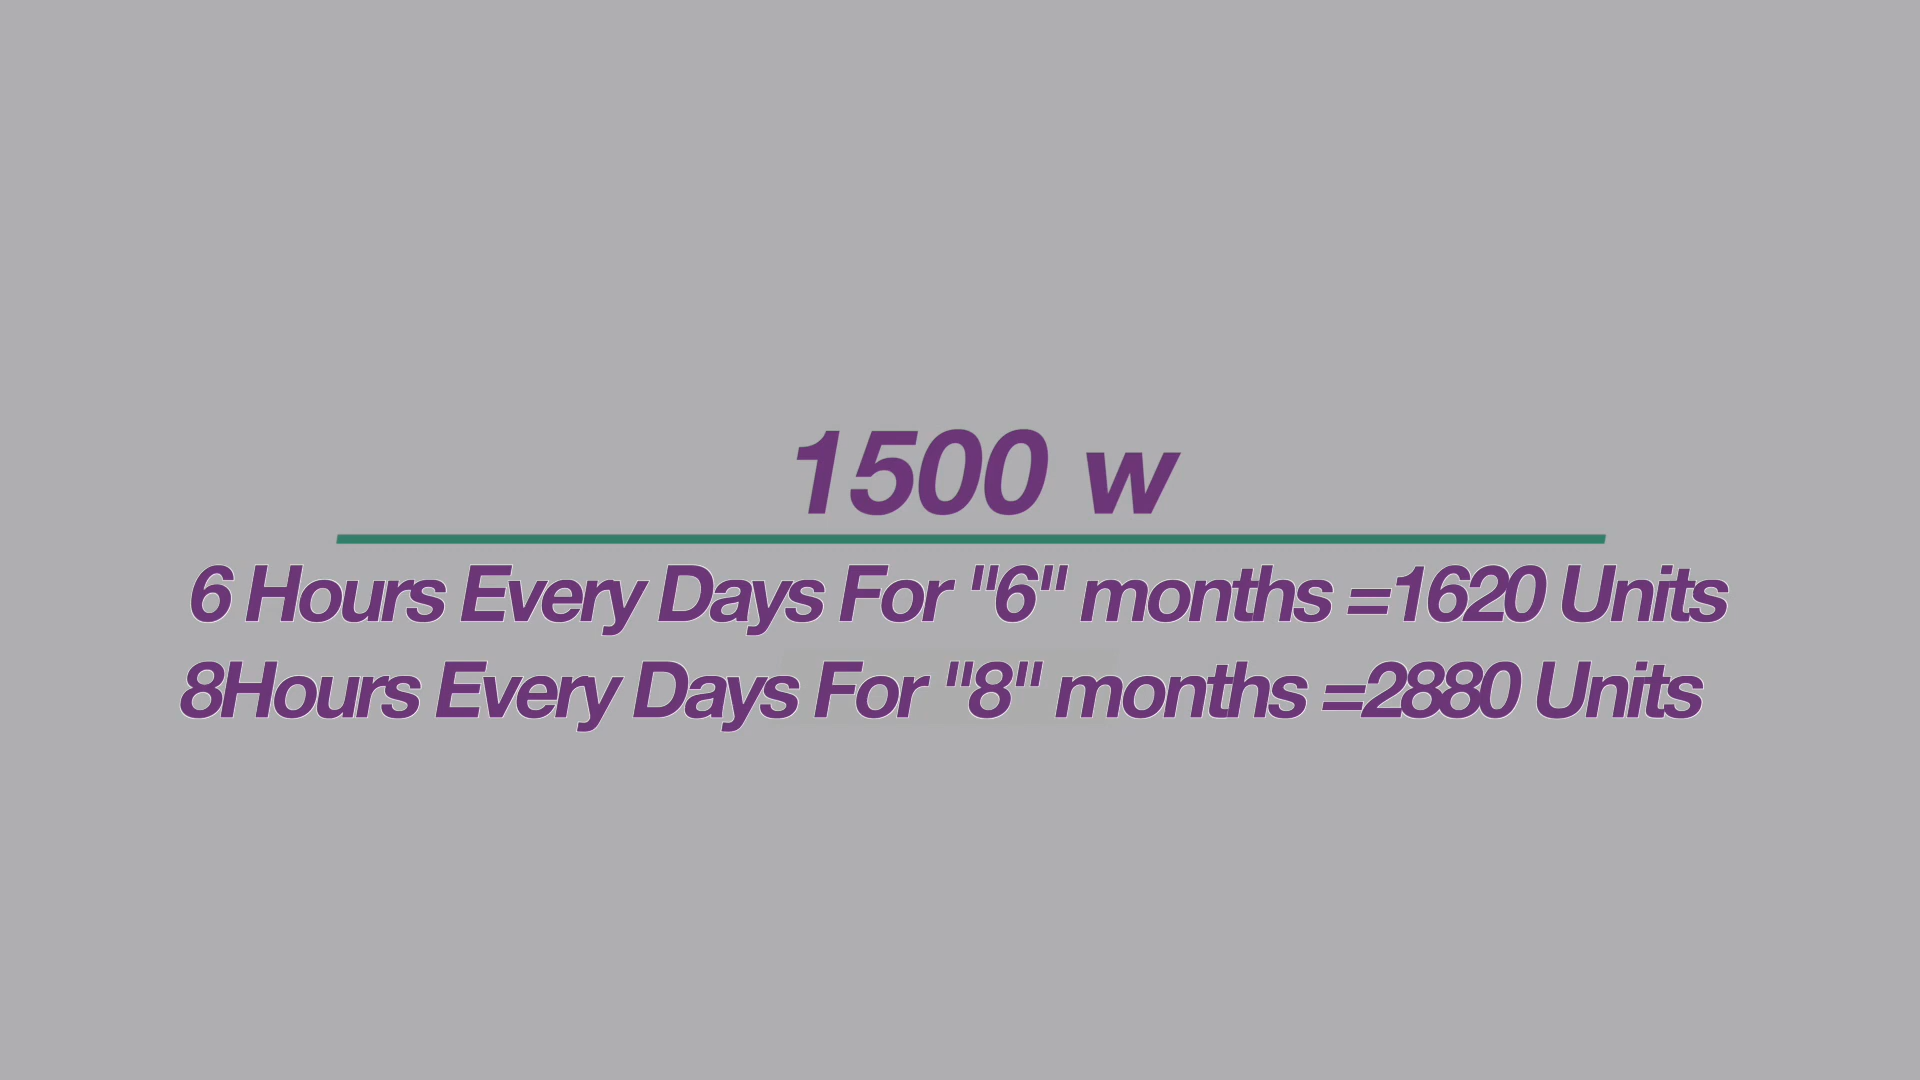 1500 w
6 Hours Every Days For "6" months =1620 Units
8Hours Every Days For "8" months =2880 Units